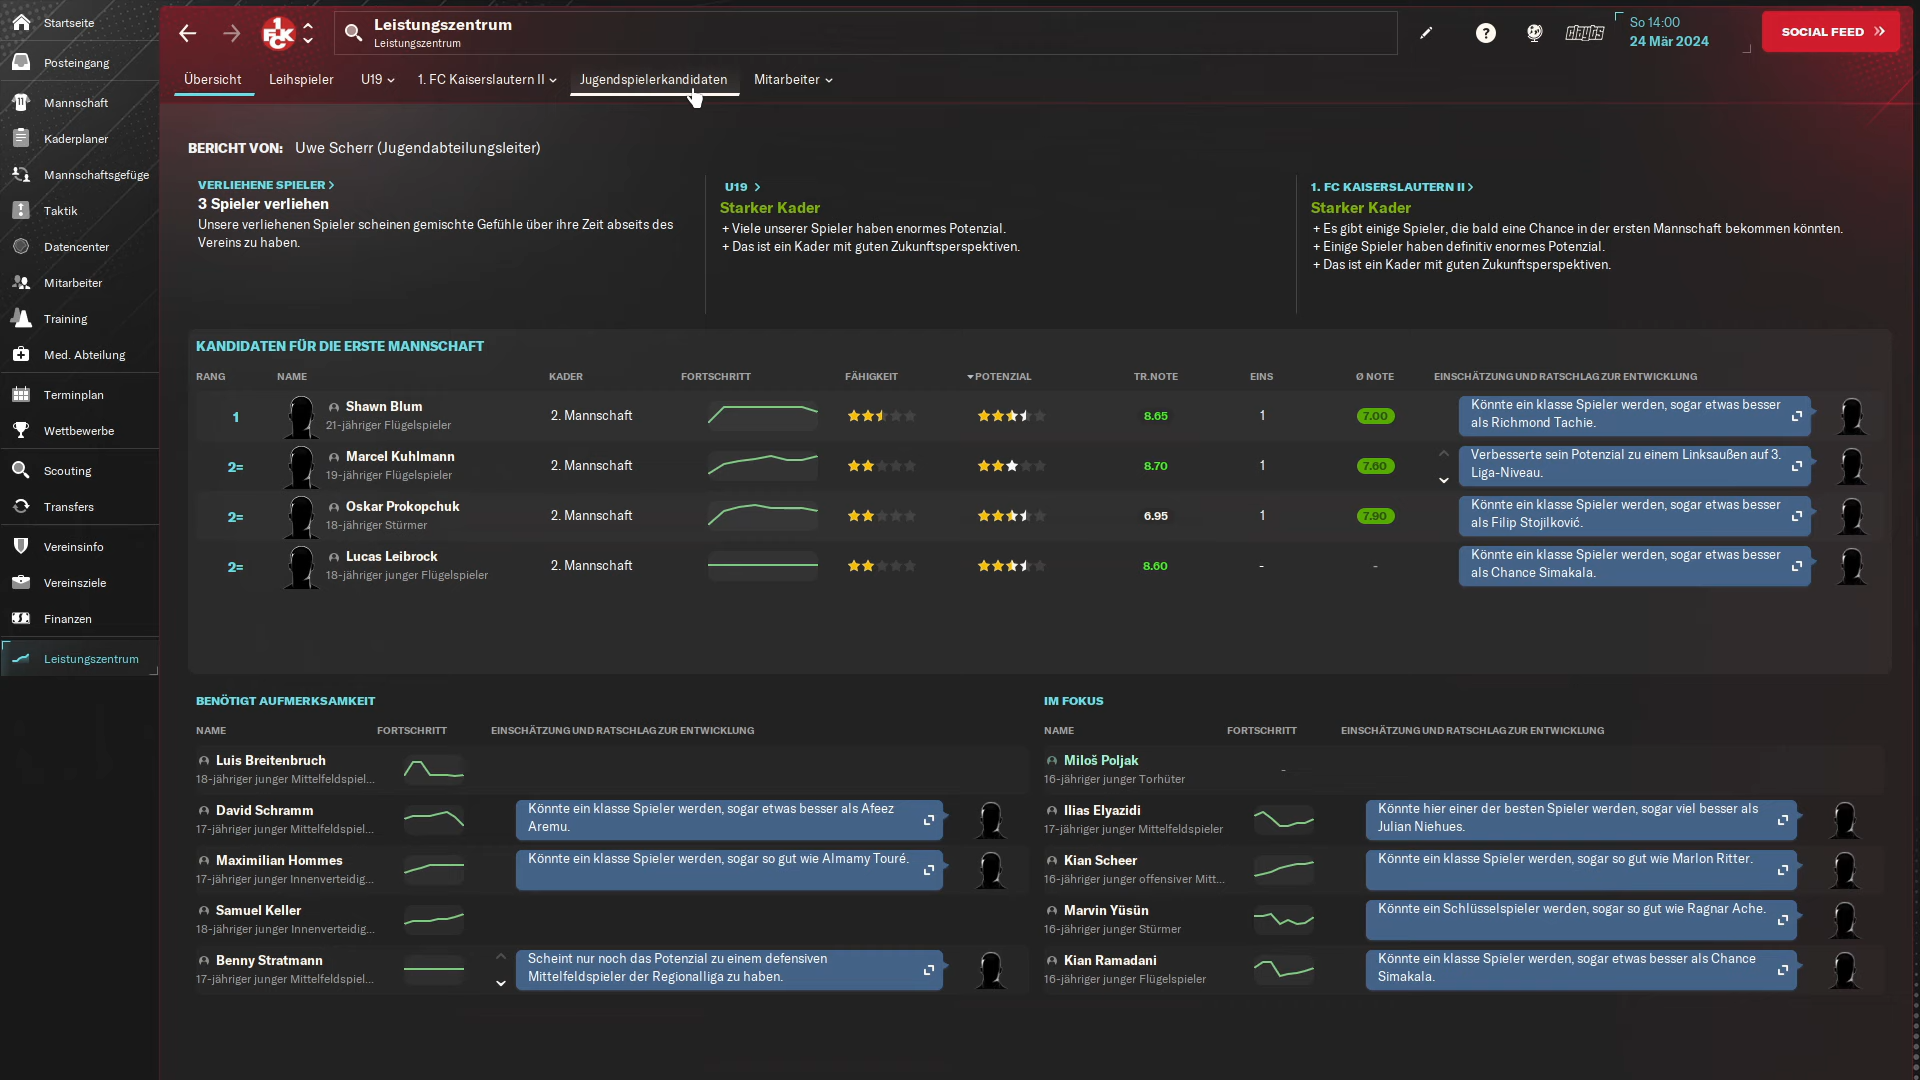 Startseite
Posteingang
Mannschaft
Kaderplaner
Mannschaftsgefüge
Taktik
Datencenter
Mitarbeiter
Training
Med. Abteilung
Terminplan
Wettbewerbe
Scouting
Transfers
Vereinsinfo
Vereinsziele
Finanzen
Leistungszentrum
Leistungszentrum
Leistungszentrum
So 14:00
24 Mär 2024
SOCIAL FEED
Übersicht Leihspieler U19 1. FC Kaiserslautern II Jugendspielerkandidaten Mitarbeiter
BERICHT VON: Uwe Scherr (Jugendabteilungsleiter)
VERLIEHENE SPIELER
3 Spieler verliehen
Unsere verliehenen Spieler scheinen gemischte Gefühle über ihre Zeit abseits des
Vereins zu haben.
U19
Starker Kader
+ Viele unserer Spieler haben enormes Potenzial.
+ Das ist ein Kader mit guten Zukunftsperspektiven.
1. FC KAISERSLAUTERN II
Starker Kader
+ Es gibt einige Spieler, die bald eine Chance in der ersten Mannschaft bekommen könnten.
+ Einige Spieler haben definitiv enormes Potenzial.
+ Das ist ein Kader mit guten Zukunftsperspektiven.
KANDIDATEN FÜR DIE ERSTE MANNSCHAFT
RANG NAME KADER FORTSCHRITT FÄHIGKEIT POTENZIAL TR.NOTE EINS Ø NOTE EINSCHÄTZUNG UND RATSCHLAG ZUR ENTWICKLUNG
1 Shawn Blum 2. Mannschaft 8.65 1 7.00 Könnte ein klasse Spieler werden, sogar etwas besser
21-jähriger Flügelspieler als Richmond Tachie.
2= Marcel Kuhlmann 2. Mannschaft 8.70 1 7.60 Verbesserte sein Potenzial zu einem Linksaußen auf 3.
19-jähriger Flügelspieler Liga-Niveau.
2= Oskar Prokopchuk 2. Mannschaft 6.95 1 7.90 Könnte ein klasse Spieler werden, sogar etwas besser
18-jähriger Stürmer als Filip Stojilković.
2= Lucas Leibrock 2. Mannschaft 8.60 - - Könnte ein klasse Spieler werden, sogar etwas besser
18-jähriger junger Flügelspieler als Chance Simakala.
BENÖTIGT AUFMERKSAMKEIT
NAME FORTSCHRITT EINSCHÄTZUNG UND RATSCHLAG ZUR ENTWICKLUNG
Luis Breitenbruch
18-jähriger junger Mittelfeldspiel...
David Schramm Könnte ein klasse Spieler werden, sogar etwas besser als Afeez
17-jähriger junger Mittelfeldspiel... Aremu.
Maximilian Hommes Könnte ein klasse Spieler werden, sogar so gut wie Almamy Touré.
17-jähriger junger Innenverteidig...
Samuel Keller
18-jähriger junger Innenverteidig...
Benny Stratmann Scheint nur noch das Potenzial zu einem defensiven
17-jähriger junger Mittelfeldspiel... Mittelfeldspieler der Regionalliga zu haben.
IM FOKUS
NAME FORTSCHRITT EINSCHÄTZUNG UND RATSCHLAG ZUR ENTWICKLUNG
Miloš Poljak -
16-jähriger junger Torhüter
Ilias Elyazidi Könnte hier einer der besten Spieler werden, sogar viel besser als
17-jähriger junger Mittelfeldspieler Julian Niehues.
Kian Scheer Könnte ein klasse Spieler werden, sogar so gut wie Marlon Ritter.
16-jähriger junger offensiver Mitt...
Marvin Yüsün Könnte ein Schlüsselspieler werden, sogar so gut wie Ragnar Ache.
16-jähriger junger Stürmer
Kian Ramadani Könnte ein klasse Spieler werden, sogar etwas besser als Chance
16-jähriger junger Flügelspieler Simakala.